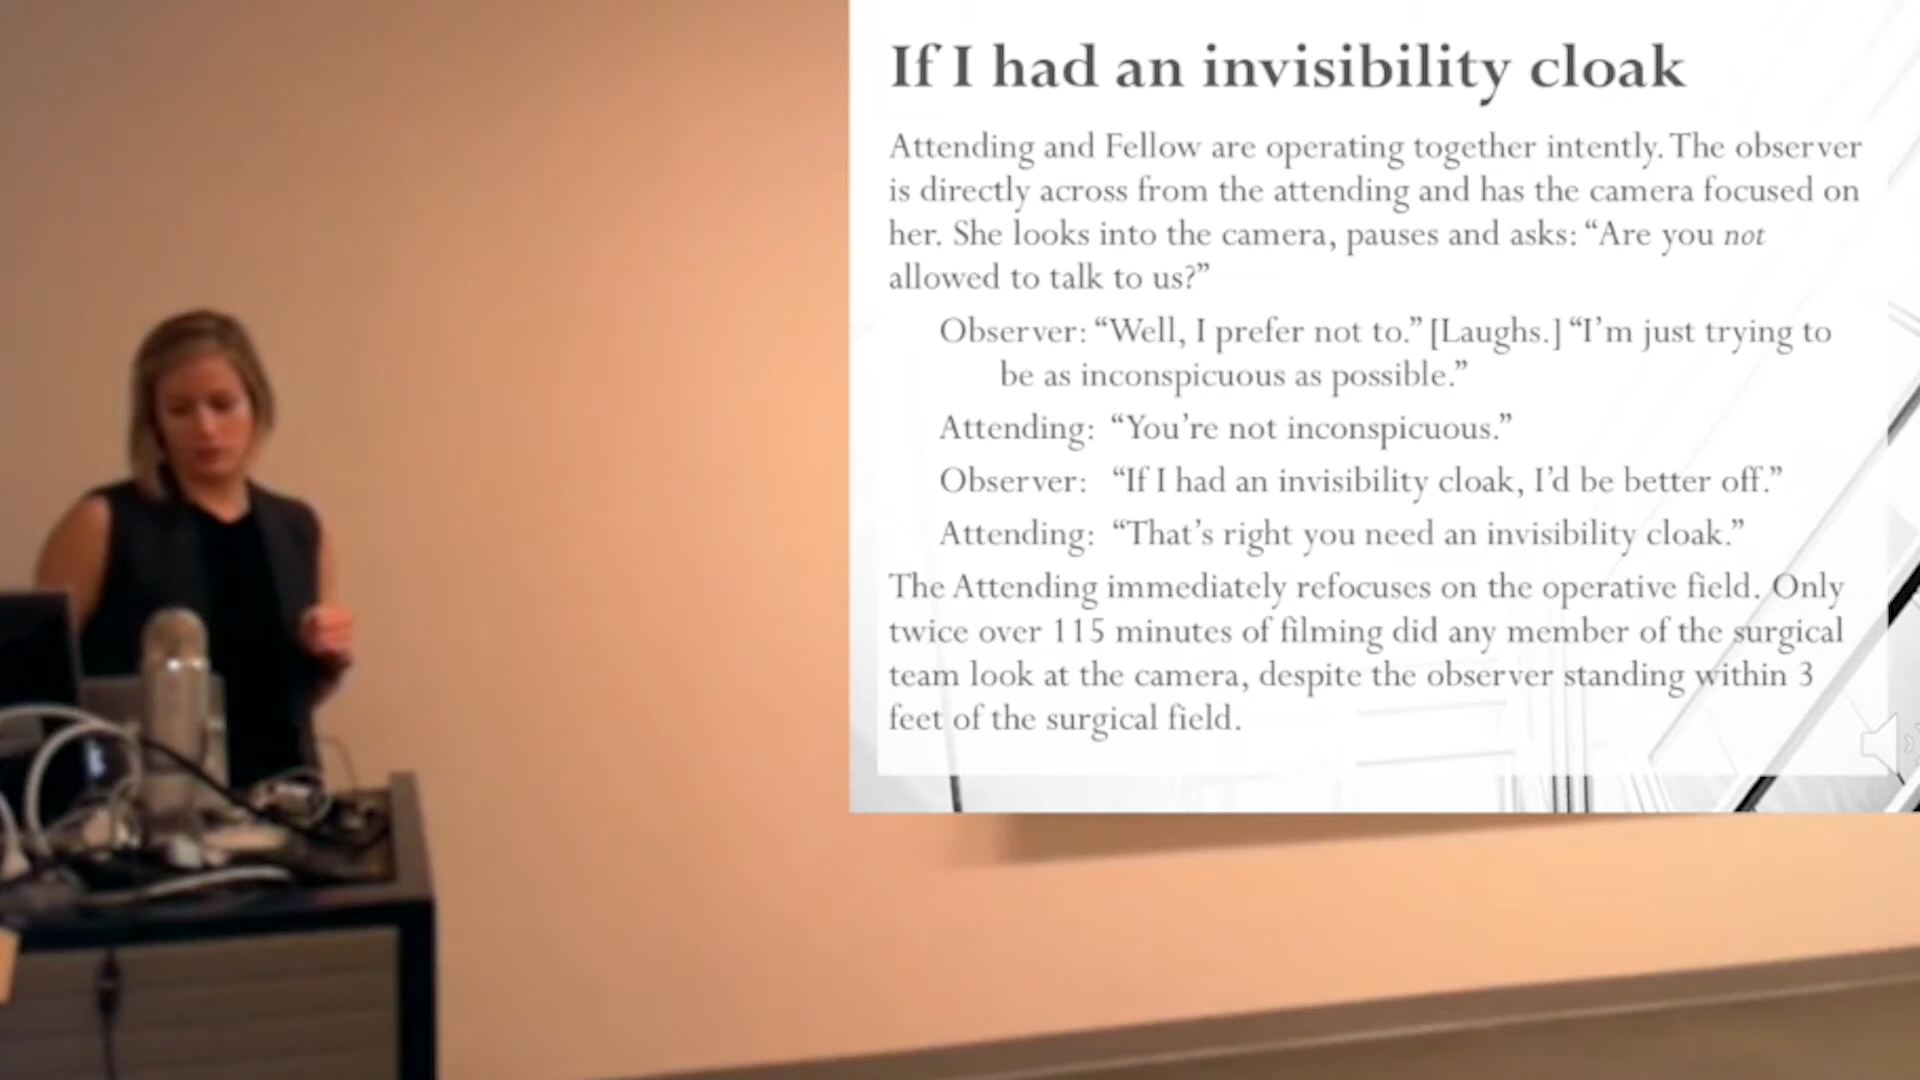 If I had an invisibility cloak
Attending and Fellow are operating together intently. The observer
is directly across from the attending and has the camera focused on
her. She looks into the camera, pauses and asks: “Are you not
allowed to talk to us?”
Observer: “Well, I prefer not to.” [Laughs.] “I’m just trying to
be as inconspicuous as possible.”
Attending: “You’re not inconspicuous.”
Observer: “If I had an invisibility cloak, I’d be better off.”
Attending: “That’s right you need an invisibility cloak.”
The Attending immediately refocuses on the operative field. Only
twice over 115 minutes of filming did any member of the surgical
team look at the camera, despite the observer standing within 3
feet of the surgical field.